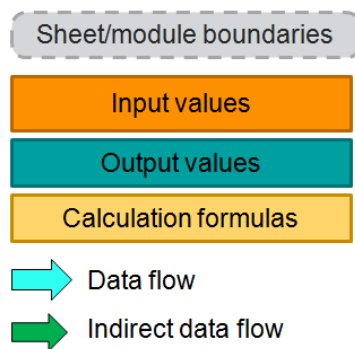 Sheet/module boundaries
Input values
Output values
Calculation formulas
Data flow
Indirect data flow